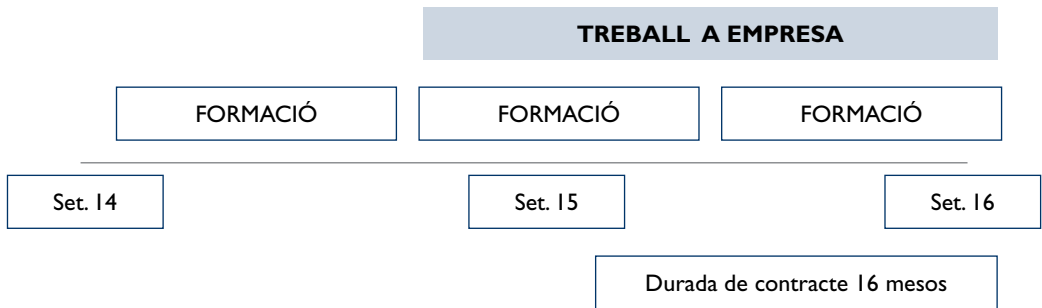 TREBALL A EMPRESA
FORMACIÓ
FORMACIÓ
FORMACIÓ
Set. 14
Set. 15
Set. 16
Durada de contracte 16 mesos